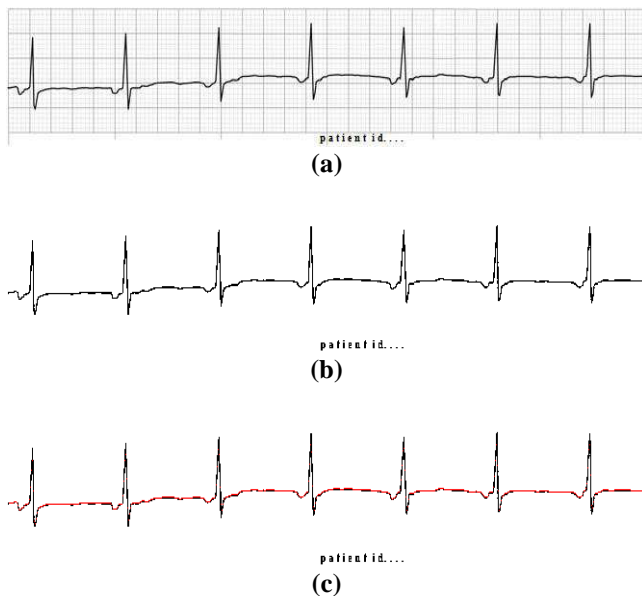 patient id....
(a)
patient id....
(b)
patient id....
(c)